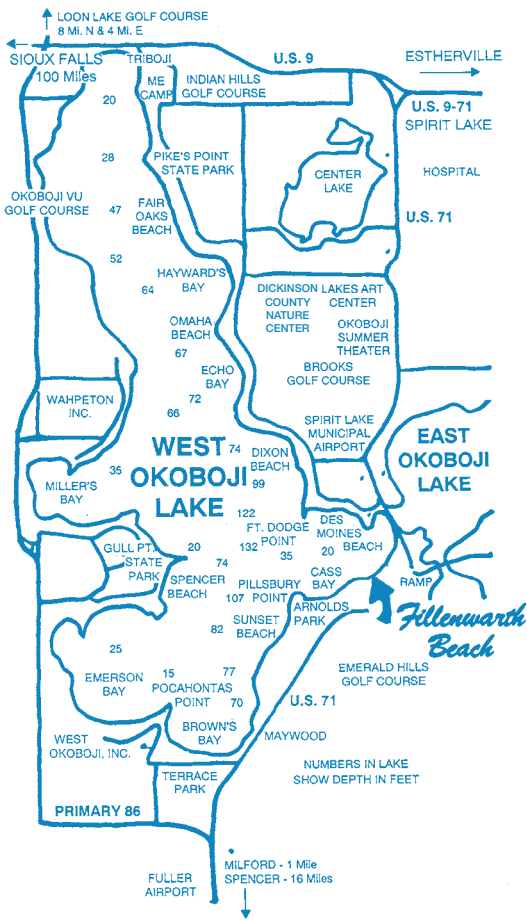 LOON LAKE GOLF COURSE
8 Mi. N & 4 Mi. E
SIOUX FALLS
100 Miles
TRIBOJI
U.S. 9
ESTHERVILLE
ME
CAMP
INDIAN HILLS
GOLF COURSE
20
U.S. 9-71
SPIRIT LAKE
28
PIKE'S POINT
STATE PARK
CENTER
LAKE
HOSPITAL
OKOBOJI VU
GOLF COURSE
47
FAIR
OAKS
BEACH
U.S. 71
52
HAYWARD'S
BAY
64
DICKINSON
COUNTY
NATURE
CENTER
LAKES ART
CENTER
OKOBOJI
SUMMER
THEATER
OMAHA
BEACH
67
ECHO
BAY
BROOKS
GOLF COURSE
72
66
WAHPETON
INC.
SPIRIT LAKE
MUNICIPAL
AIRPORT
WEST
OKOBOJI
LAKE
74
DIXON
BEACH
99
EAST
OKOBOJI
LAKE
35
MILLER'S
BAY
122
FT. DODGE
POINT
DES
MOINES
BEACH
GULL PT.
STATE
PARK
20
132
35
20
74
SPENCER
BEACH
CASS
BAY
PILLSBURY
POINT
107
RAMP
ARNOLDS
PARK
SUNSET
BEACH
82
Fillenwarth
Beach
25
EMERSON
BAY
15
77
POCAHONTAS
POINT
70
EMERALD HILLS
GOLF COURSE
U.S. 71
BROWN'S
BAY
WEST
OKOBOJI, INC.
MAYWOOD
NUMBERS IN LAKE
SHOW DEPTH IN FEET
TERRACE
PARK
PRIMARY 86
MILFORD - 1 Mile
SPENCER - 16 Miles
FULLER
AIRPORT